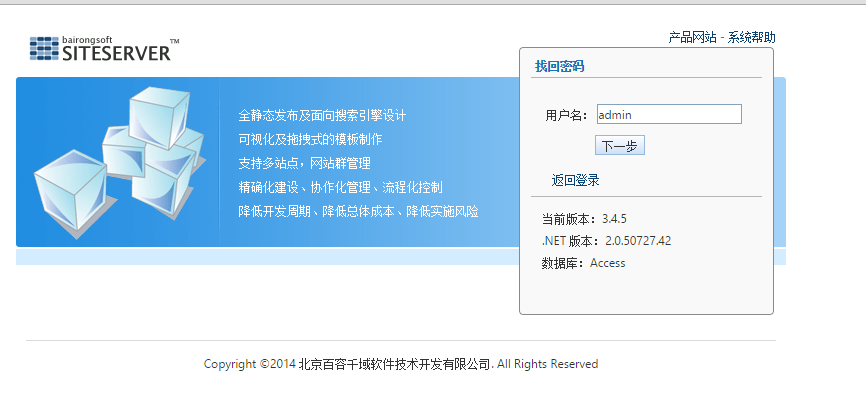 bairongsoft
SITESERVER™
产品网站 - 系统帮助
全静态发布及面向搜索引擎设计
可视化及拖拽式的模板制作
支持多站点，网站群管理
精确化建设、协作化管理、流程化控制
降低开发周期、降低总体成本、降低实施风险
找回密码
用户名： admin
下一步
返回登录
当前版本：3.4.5
.NET 版本：2.0.50727.42
数据库：Access
Copyright ©2014 北京百容千域软件技术开发有限公司. All Rights Reserved